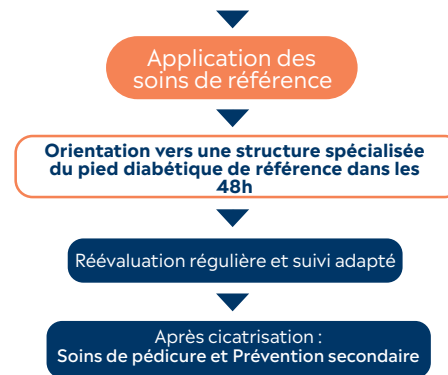 Application des
soins de référence
Orientation vers une structure spécialisée
du pied diabétique de référence dans les
48h
Réévaluation régulière et suivi adapté
Après cicatrisation :
Soins de pédicure et Prévention secondaire